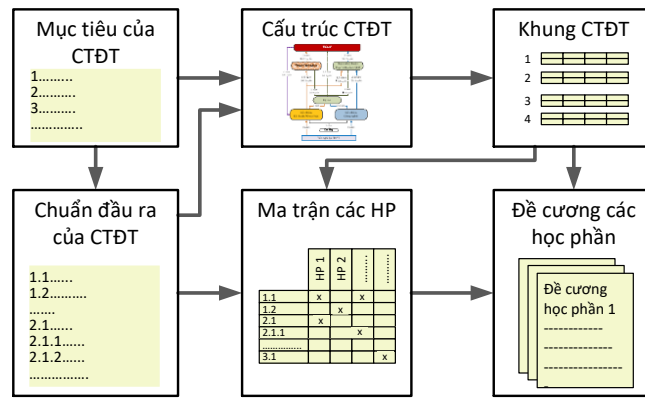 Mục tiêu của
CTĐT
1.........
2..........
3..........
..............
Cấu trúc CTĐT
Khung CTĐT
1
2
3
4
Chuẩn đầu ra
của CTĐT
1.1......
1.2..........
.......
2.1......
2.1.1......
2.1.2......
................
Ma trận các HP
HP 1
HP 2
.........
.........
1.1 x x
1.2 x
2.1 x
2.1.1 x
...............
3.1 x
Đề cương các
học phần
Đề cương
học phần 1
------------
--------------
----------------
-